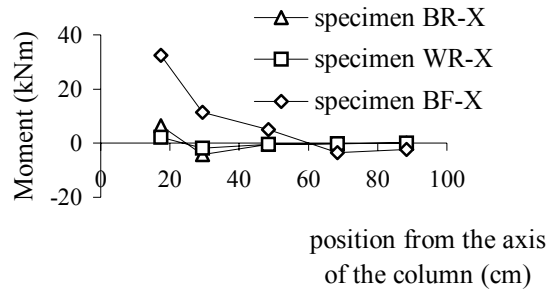 Moment (kNm)
40
20
0
-20
0
20
40
60
80
100
specimen BR-X
specimen WR-X
specimen BF-X
position from the axis
of the column (cm)